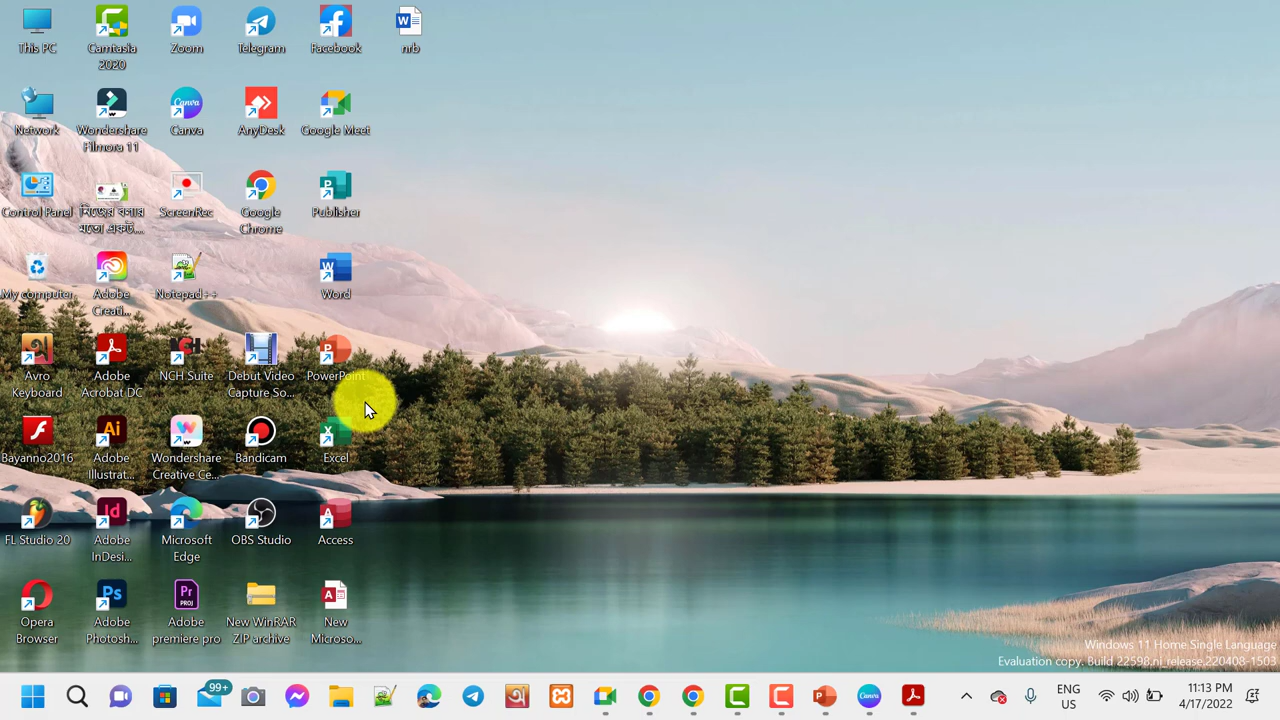 This PC
Camtasia
2020
Zoom
Telegram
Facebook
nrb
Network
Wondershare
Filmora 11
Canva
AnyDesk
Google Meet
Control Panel
নিজের বলার
মতো একট...
ScreenRec
Google
Chrome
Publisher
My computer
Adobe
Creati...
Notepad++
Word
Avro
Keyboard
Adobe
Acrobat DC
NCH Suite
Debut Video
Capture So...
PowerPoint
Bayanno2016
Adobe
Illustrat...
Wondershare
Creative Ce...
Bandicam
Excel
FL Studio 20
Adobe
InDesi...
Microsoft
Edge
OBS Studio
Access
Opera
Browser
Adobe
Photosh...
Adobe
premiere pro
New WinRAR
ZIP archive
New
Microso...
Windows 11 Home Single Language
Evaluation copy. Build 22598.ni_release.220408-1503
99+
ENG
US
11:13 PM
4/17/2022